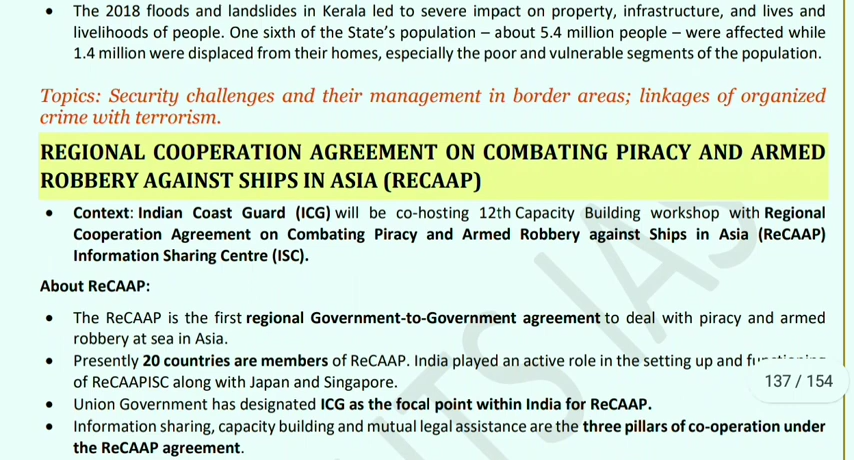 • The 2018 floods and landslides in Kerala led to severe impact on property, infrastructure, and lives and
livelihoods of people. One sixth of the State's population – about 5.4 million people – were affected while
1.4 million were displaced from their homes, especially the poor and vulnerable segments of the population.
Topics: Security challenges and their management in border areas; linkages of organized
crime with terrorism.
REGIONAL COOPERATION AGREEMENT ON COMBATING PIRACY AND ARMED
ROBBERY AGAINST SHIPS IN ASIA (RECAAP)
• Context: Indian Coast Guard (ICG) will be co-hosting 12th Capacity Building workshop with Regional
Cooperation Agreement on Combating Piracy and Armed Robbery against Ships in Asia (ReCAAP)
Information Sharing Centre (ISC).
About ReCAAP:
• The ReCAAP is the first regional Government-to-Government agreement to deal with piracy and armed
robbery at sea in Asia.
• Presently 20 countries are members of ReCAAP. India played an active role in the setting up and
of ReCAAPISC along with Japan and Singapore.
137 / 154
• Union Government has designated ICG as the focal point within India for ReCAAP.
• Information sharing, capacity building and mutual legal assistance are the three pillars of co-operation under
the ReCAAP agreement.